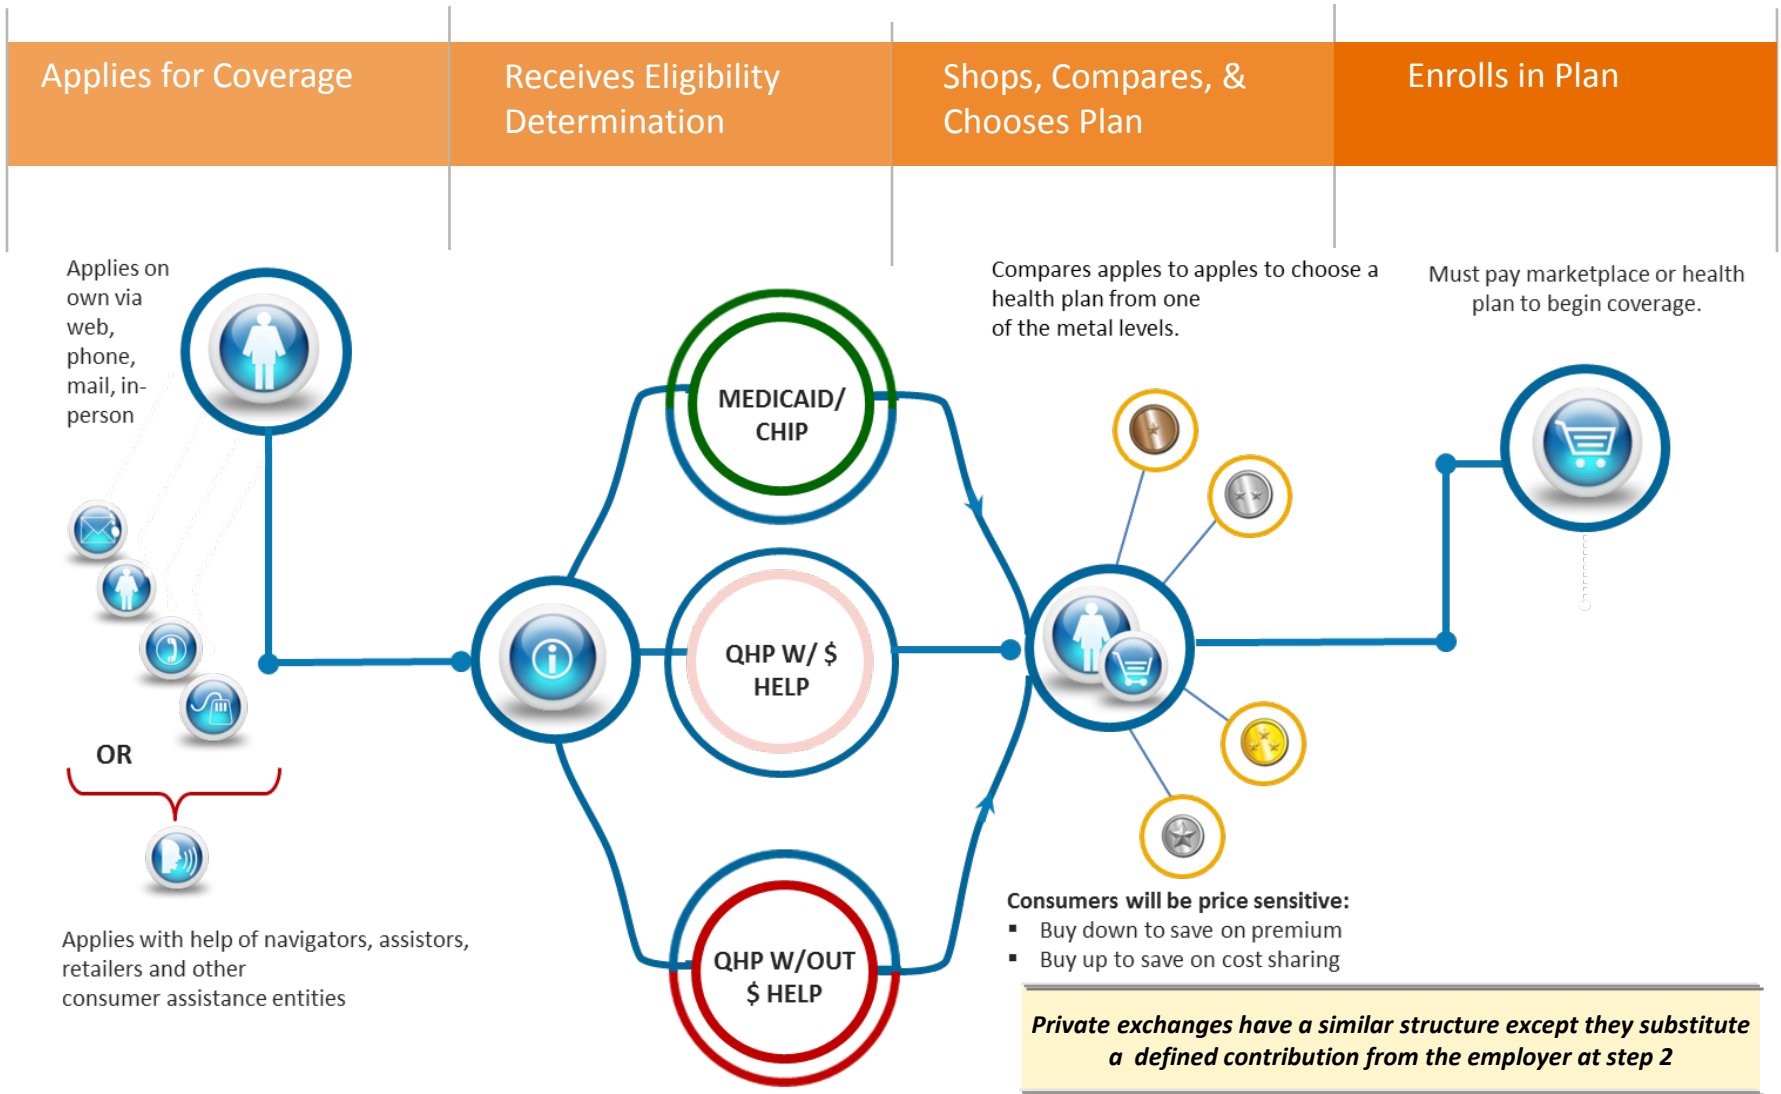 Applies for Coverage
Receives Eligibility
Determination
Shops, Compares, &
Chooses Plan
Enrolls in Plan
Applies on
own via
web,
phone,
mail, in-
person
OR
Applies with help of navigators, assistors,
retailers and other
consumer assistance entities
MEDICAID/
CHIP
QHP W/ $
HELP
QHP W/OUT
$ HELP
Compares apples to apples to choose a
health plan from one
of the metal levels.
Consumers will be price sensitive:
▪ Buy down to save on premium
▪ Buy up to save on cost sharing
Must pay marketplace or health
plan to begin coverage.
Private exchanges have a similar structure except they substitute
a defined contribution from the employer at step 2